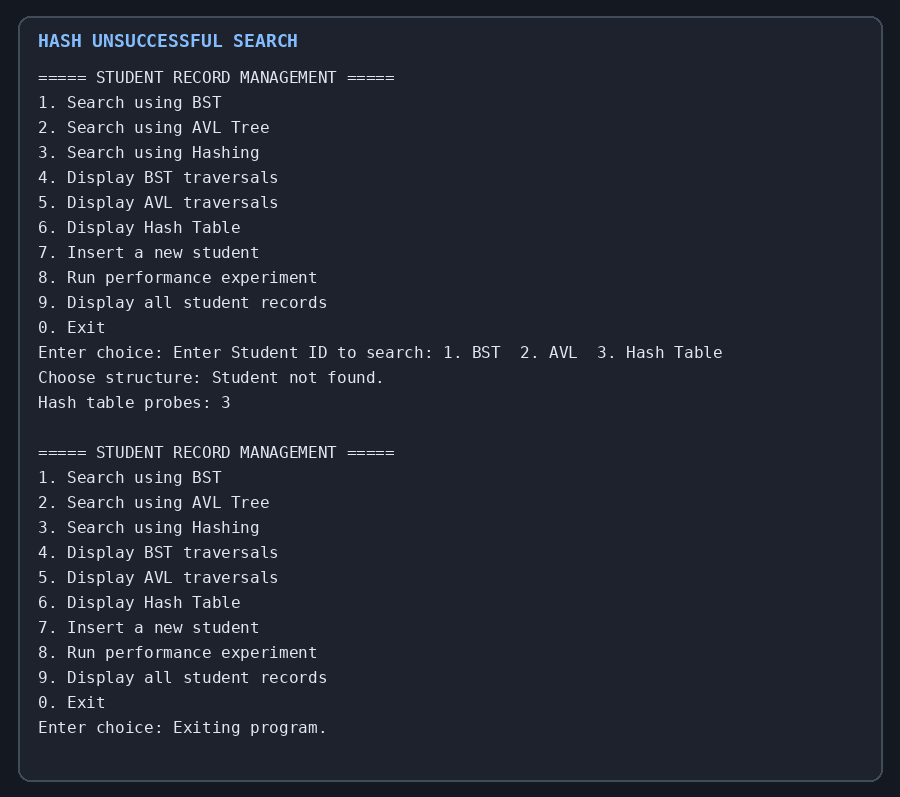 HASH UNSUCCESSFUL SEARCH
===== STUDENT RECORD MANAGEMENT =====
1. Search using BST
2. Search using AVL Tree
3. Search using Hashing
4. Display BST traversals
5. Display AVL traversals
6. Display Hash Table
7. Insert a new student
8. Run performance experiment
9. Display all student records
0. Exit
Enter choice: Enter Student ID to search: 1. BST  2. AVL  3. Hash Table
Choose structure: Student not found.
Hash table probes: 3
===== STUDENT RECORD MANAGEMENT =====
1. Search using BST
2. Search using AVL Tree
3. Search using Hashing
4. Display BST traversals
5. Display AVL traversals
6. Display Hash Table
7. Insert a new student
8. Run performance experiment
9. Display all student records
0. Exit
Enter choice: Exiting program.